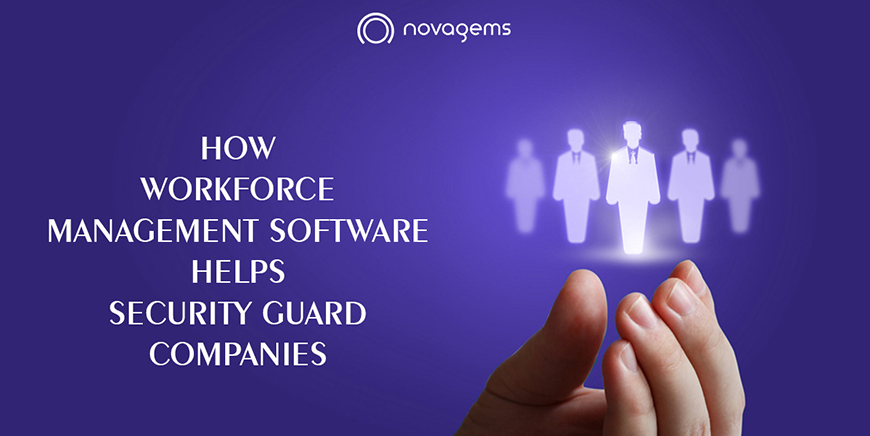 novagems
HOW
WORKFORCE
MANAGEMENT SOFTWARE
HELPS
SECURITY GUARD
COMPANIES